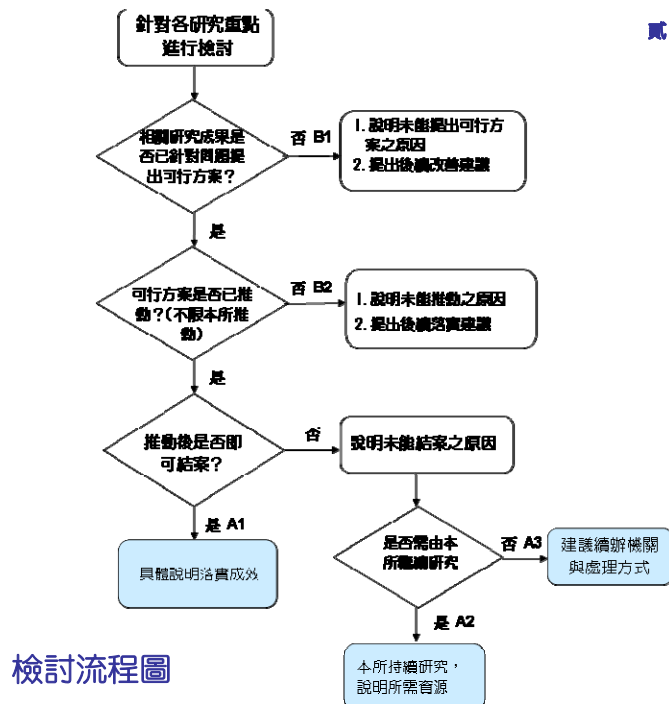 貳
針對各研究重點
進行檢討
相關研究成果是
否已針對問題提
出可行方案？
否 B1
1. 說明未能提出可行方
案之原因
2. 提出後續改善建議
是
可行方案是否已推
動？(不限本所推
動)
否 B2
1. 說明未能推動之原因
2. 提出後續落實建議
是
推動後是否即
可結案？
否
說明未能結案之原因
是 A1
具體說明落實成效
是否需由本
所繼續研究
否 A3
建議續辦機關
與處理方式
是 A2
本所持續研究，
說明所需資源
檢討流程圖